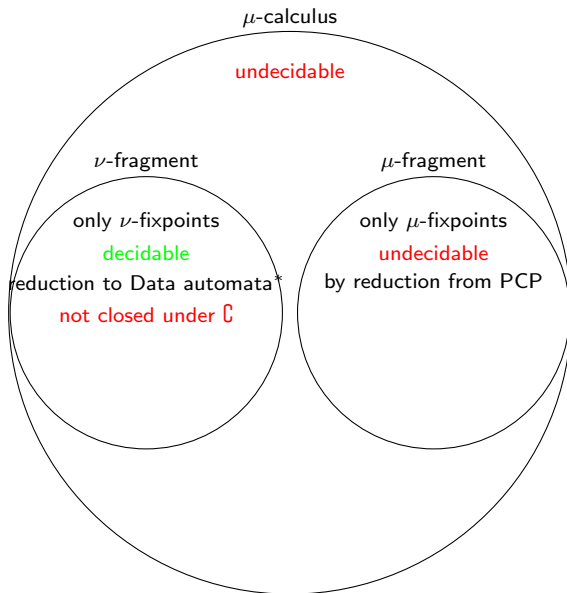 μ-calculus
undecidable
ν-fragment
only ν-fixpoints
decidable
reduction to Data automata*
not closed under ∁
μ-fragment
only μ-fixpoints
undecidable
by reduction from PCP